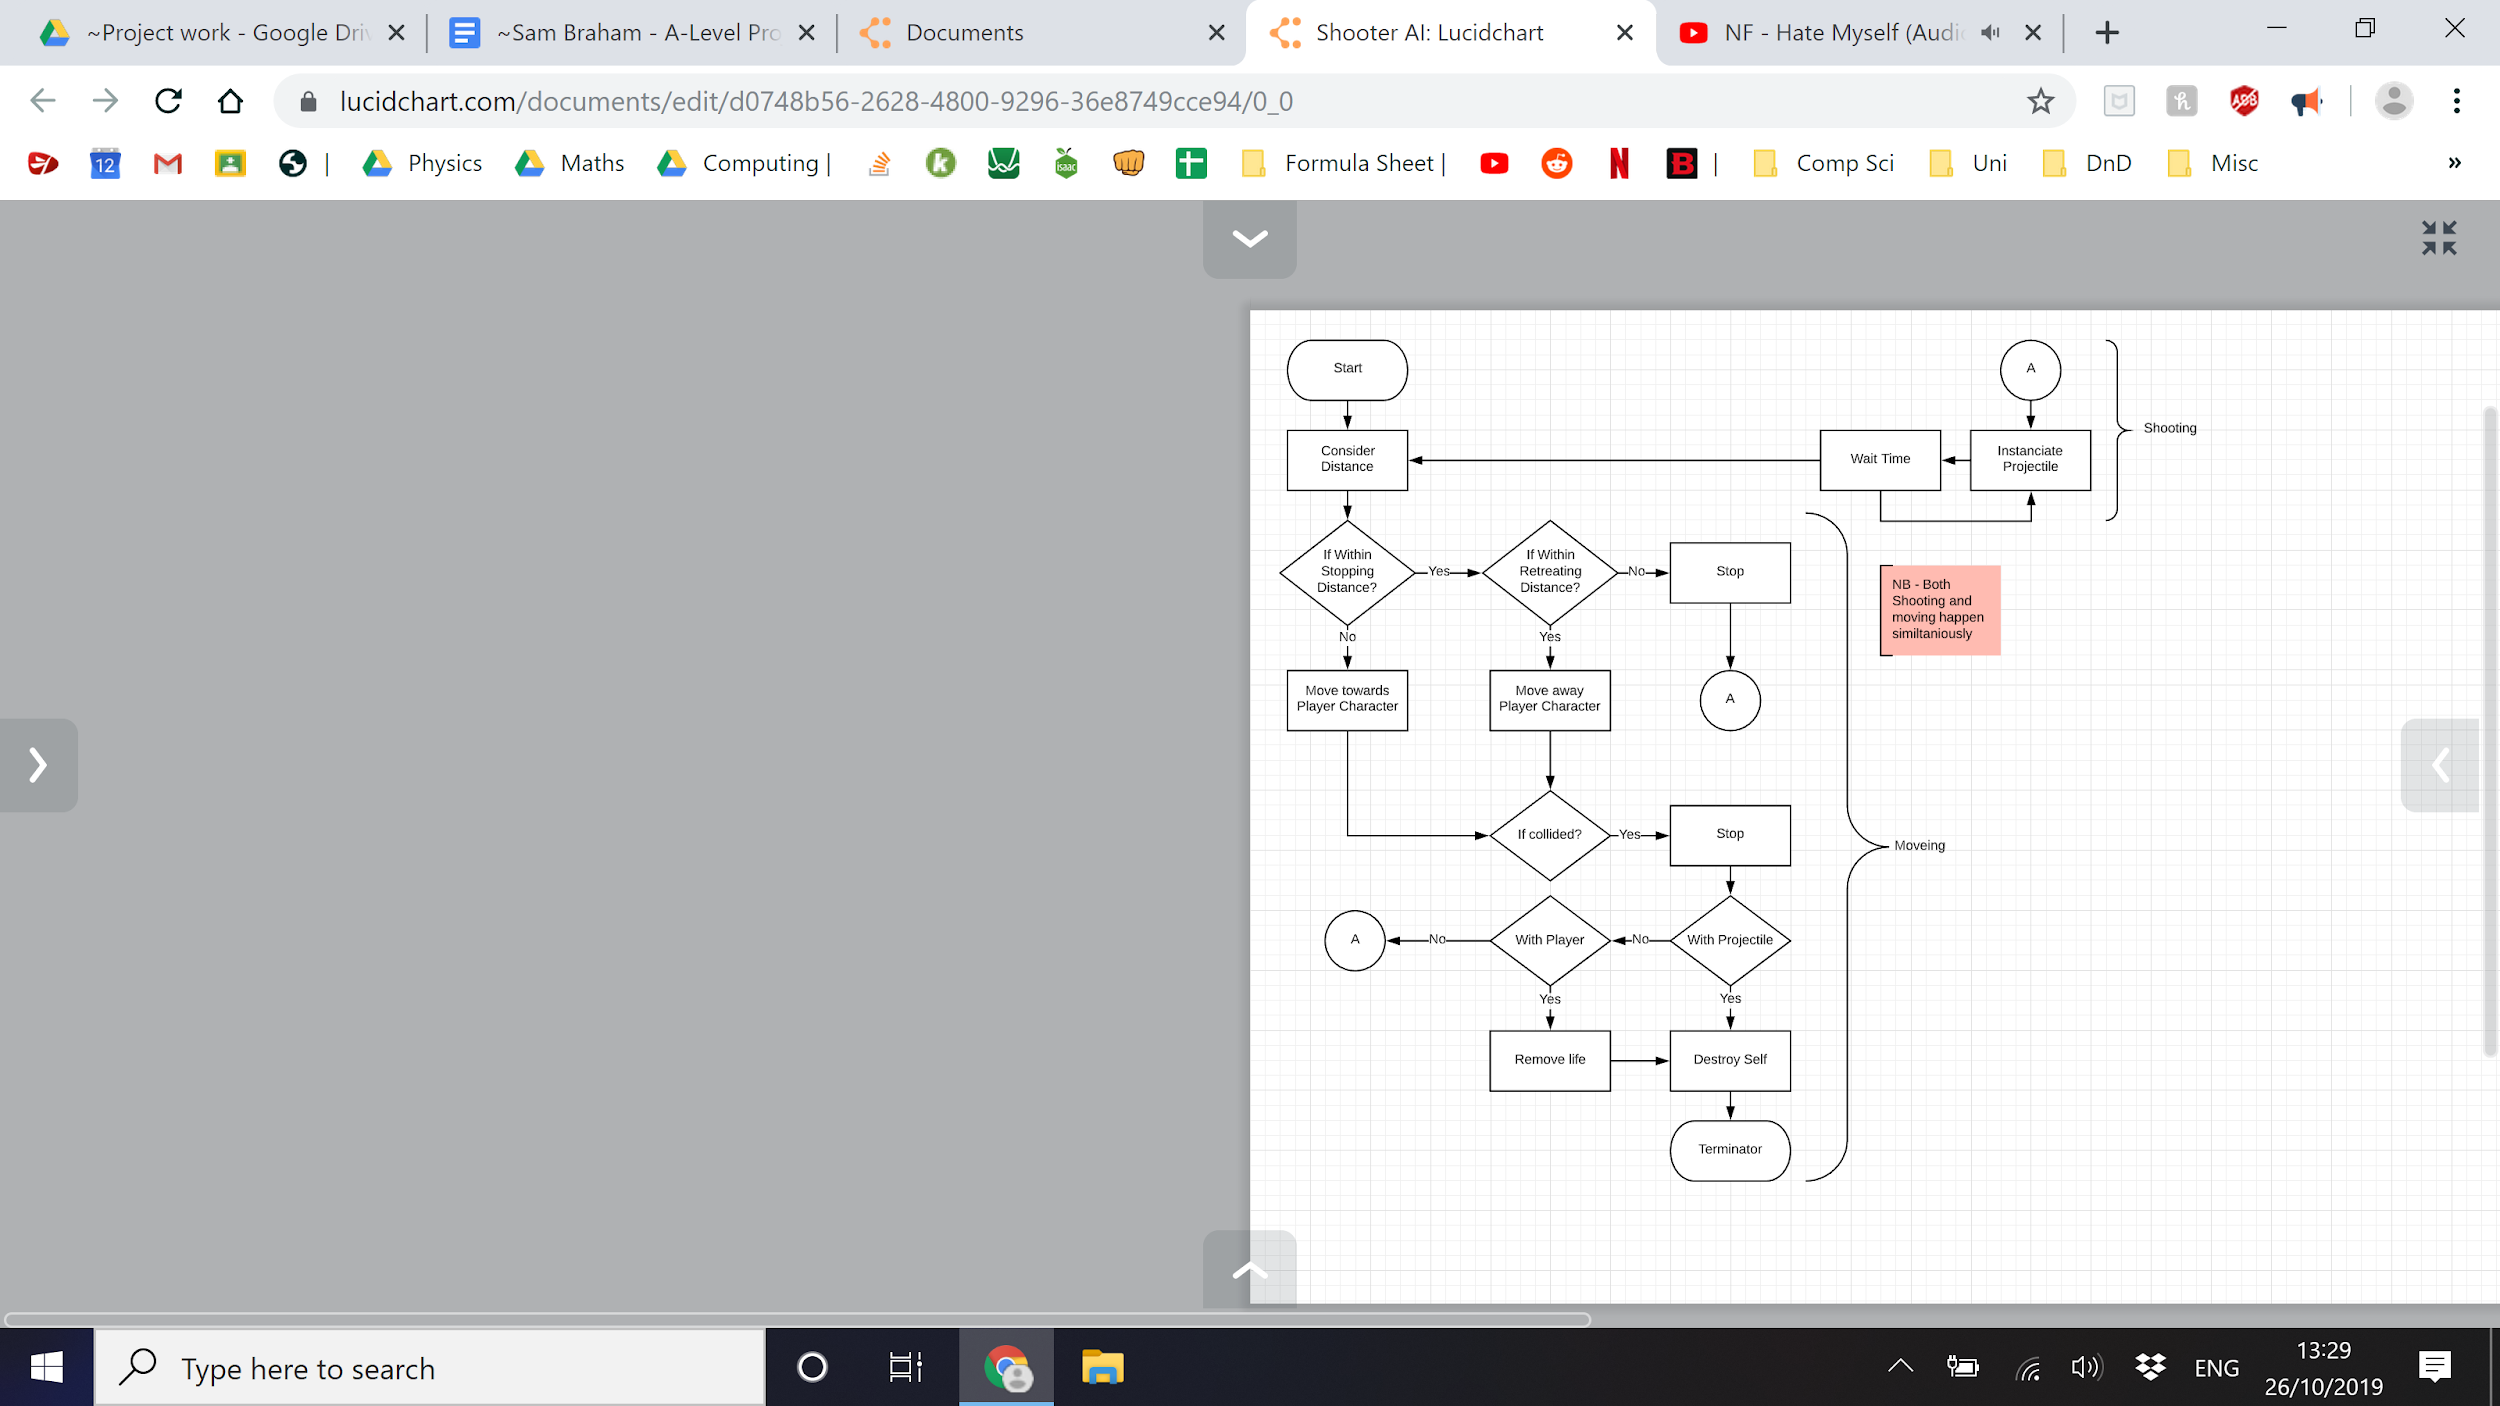 ~Project work - Google Driv
~Sam Braham - A-Level Pro
Documents
Shooter AI: Lucidchart
NF - Hate Myself (Audi
lucidchart.com/documents/edit/d0748b56-2628-4800-9296-36e8749cce94/0_0
ABP
12
Physics
Maths
Computing |
isaac
Formula Sheet |
Comp Sci
Uni
DnD
Misc
Start
A
Consider
Distance
Wait Time
Instanciate
Projectile
Shooting
If Within
Stopping
Distance?
Yes
If Within
Retreating
Distance?
No
Stop
NB - Both
Shooting and
moving happen
similtaniously
No
Yes
Move towards
Player Character
Move away
Player Character
A
If collided?
Yes
Stop
Moveing
A
No
With Player
No
With Projectile
Yes
Yes
Remove life
Destroy Self
Terminator
Type here to search
ENG
13:29
26/10/2019